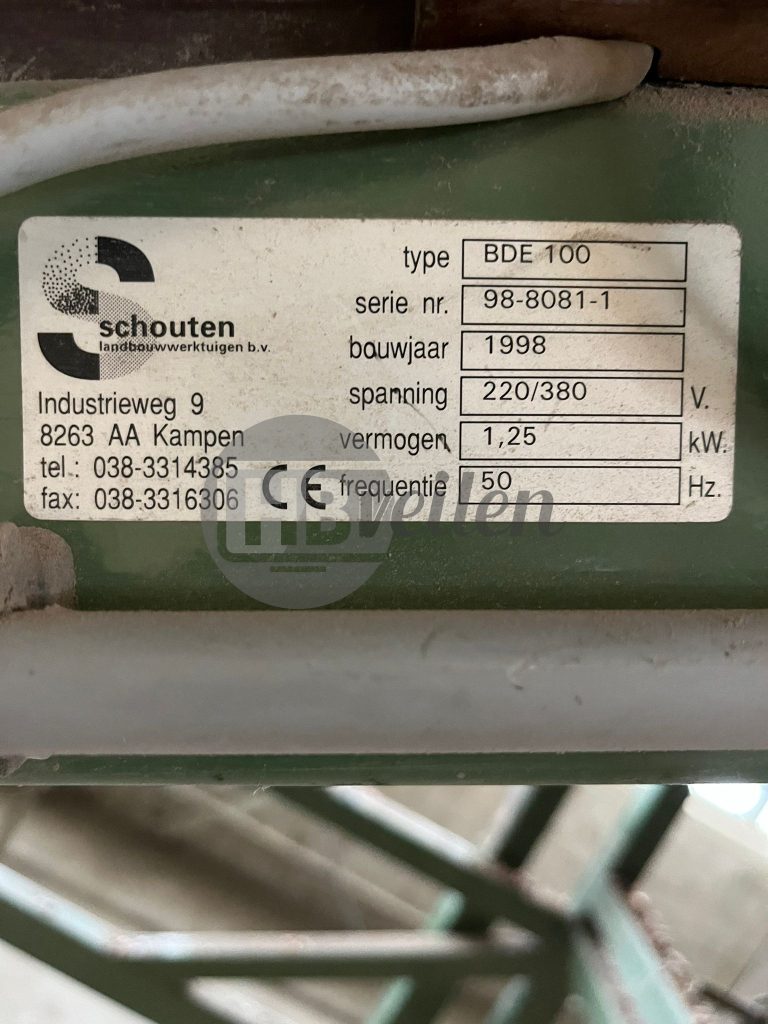 schouten
landbouwwerktuigen b.v.
Industrieweg 9
8263 AA Kampen
tel.: 038-3314385
fax: 038-3316306
CE
type BDE 100
serie nr. 98-8081-1
bouwjaar 1998
spanning 220/380 V.
vermogen 1,25 kW.
frequentie 50 Hz.
HBveilen